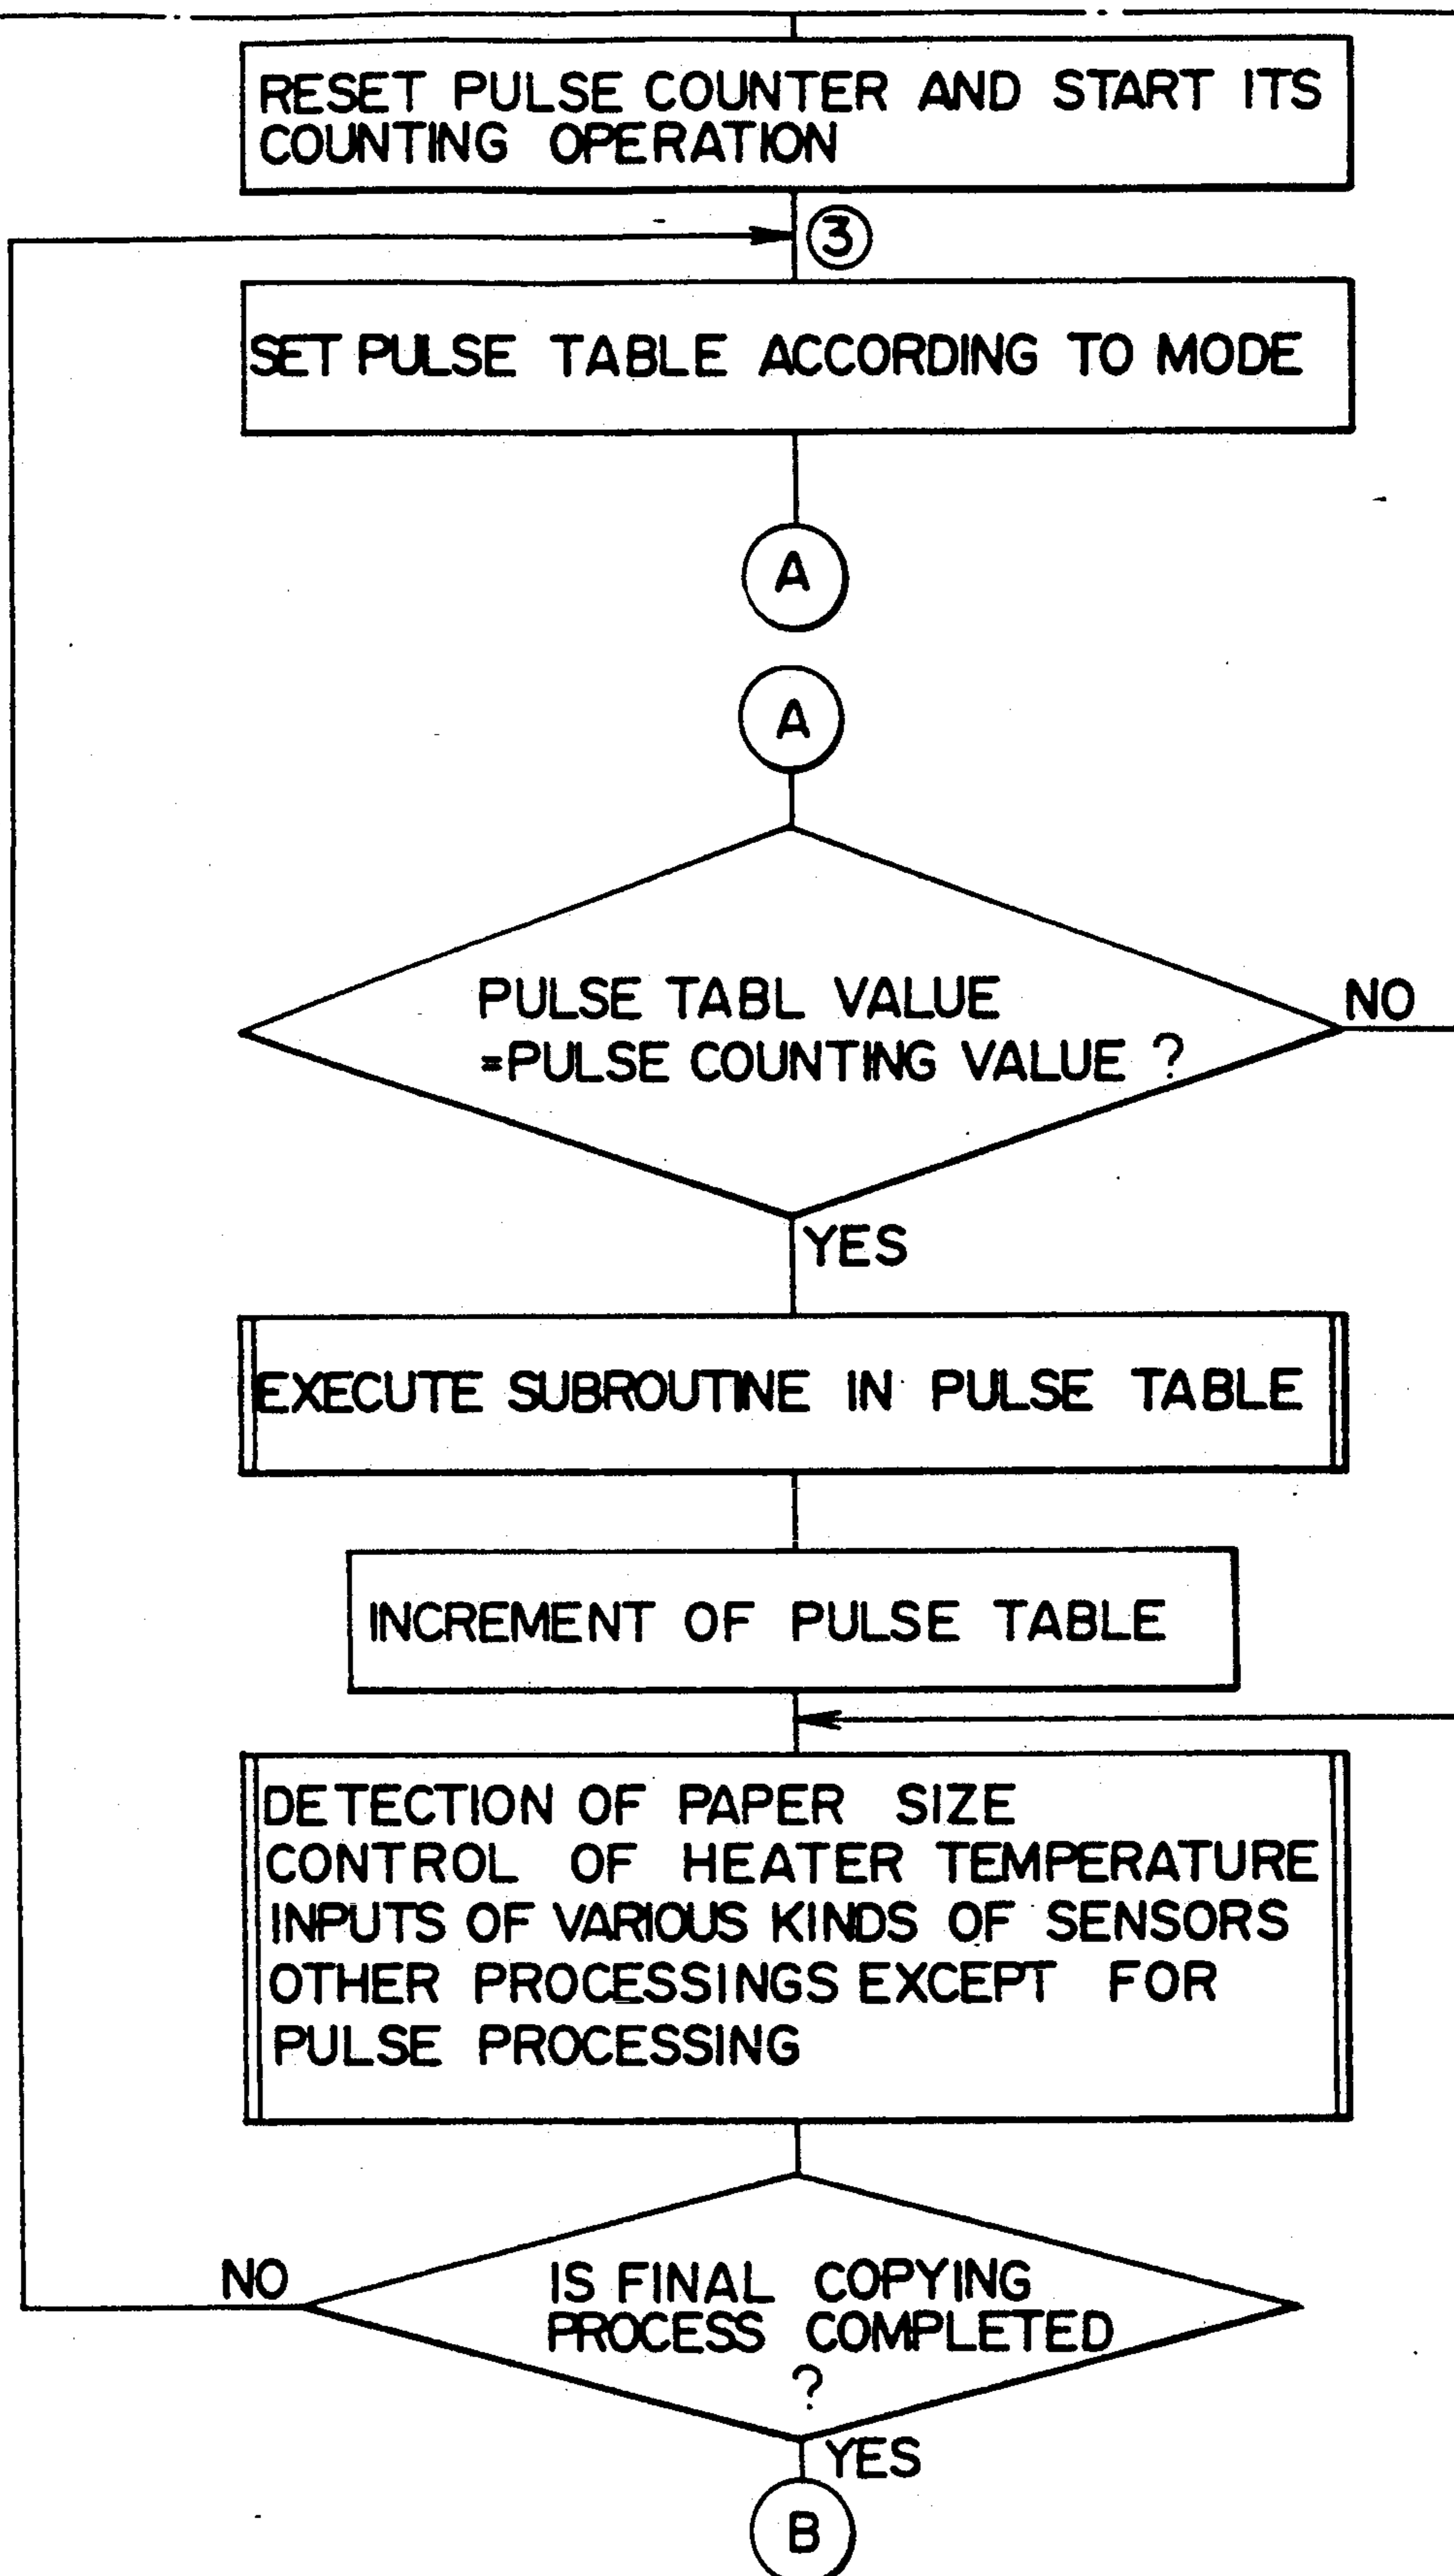 RESET PULSE COUNTER AND START ITS
COUNTING OPERATION
3
SET PULSE TABLE ACCORDING TO MODE
A
A
PULSE TABL VALUE
=PULSE COUNTING VALUE ?
NO
YES
EXECUTE SUBROUTINE IN PULSE TABLE
INCREMENT OF PULSE TABLE
DETECTION OF PAPER SIZE
CONTROL OF HEATER TEMPERATURE
INPUTS OF VARIOUS KINDS OF SENSORS
OTHER PROCESSINGS EXCEPT FOR
PULSE PROCESSING
NO
IS FINAL COPYING
PROCESS COMPLETED
?
YES
B